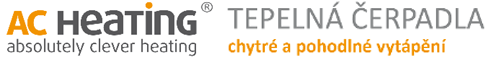 AC HEATING®
absolutely clever heating
TEPELNÁ ČERPADLA
chytré a pohodlné vytápění